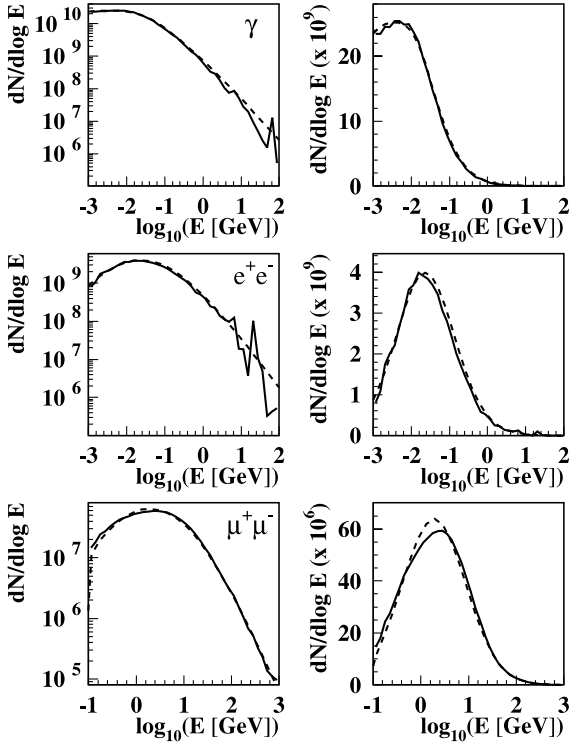 dN/dlog E
10^10
10^9
10^8
10^7
10^6
γ
-3 -2 -1 0 1 2
log₁₀(E [GeV])
dN/dlog E (x 10^9)
20
10
0
-3 -2 -1 0 1 2
log₁₀(E [GeV])
dN/dlog E
10^9
10^8
10^7
10^6
e⁺e⁻
-3 -2 -1 0 1 2
log₁₀(E [GeV])
dN/dlog E (x 10^9)
4
3
2
1
0
-3 -2 -1 0 1 2
log₁₀(E [GeV])
dN/dlog E
10^7
10^6
10^5
μ⁺μ⁻
-1 0 1 2 3
log₁₀(E [GeV])
dN/dlog E (x 10^6)
60
40
20
0
-1 0 1 2 3
log₁₀(E [GeV])